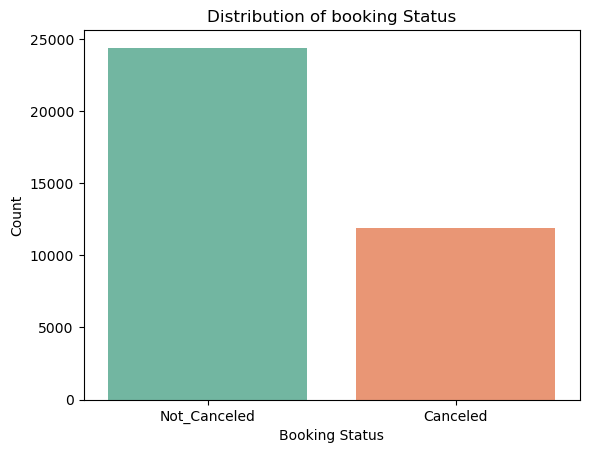 Distribution of booking Status
25000
20000
15000
10000
5000
0
Count
Not_Canceled
Canceled
Booking Status